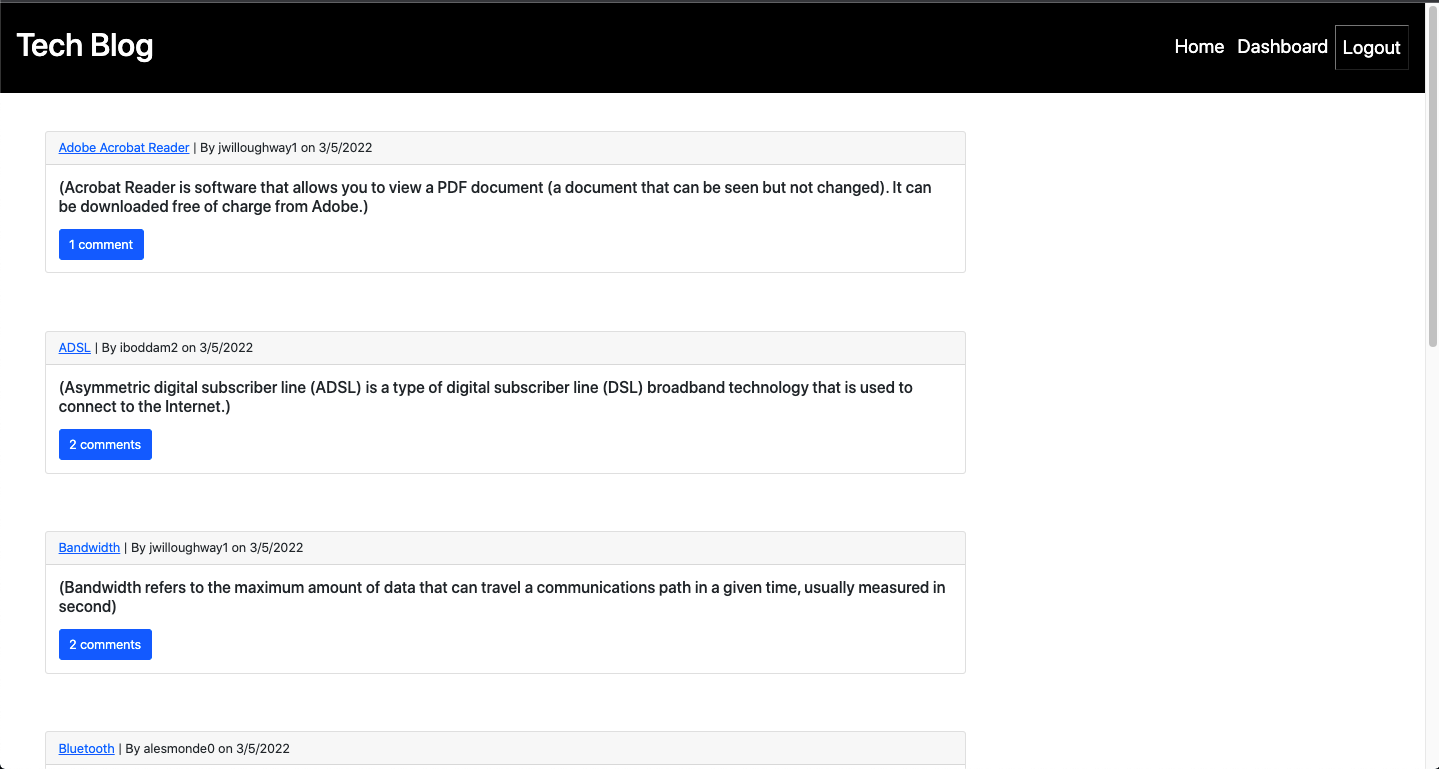 Tech Blog
Home Dashboard Logout
Adobe Acrobat Reader | By jwilloughway1 on 3/5/2022
(Acrobat Reader is software that allows you to view a PDF document (a document that can be seen but not changed). It can
be downloaded free of charge from Adobe.)
1 comment
ADSL | By iboddam2 on 3/5/2022
(Asymmetric digital subscriber line (ADSL) is a type of digital subscriber line (DSL) broadband technology that is used to
connect to the Internet.)
2 comments
Bandwidth | By jwilloughway1 on 3/5/2022
(Bandwidth refers to the maximum amount of data that can travel a communications path in a given time, usually measured in
second)
2 comments
Bluetooth | By alesmonde0 on 3/5/2022